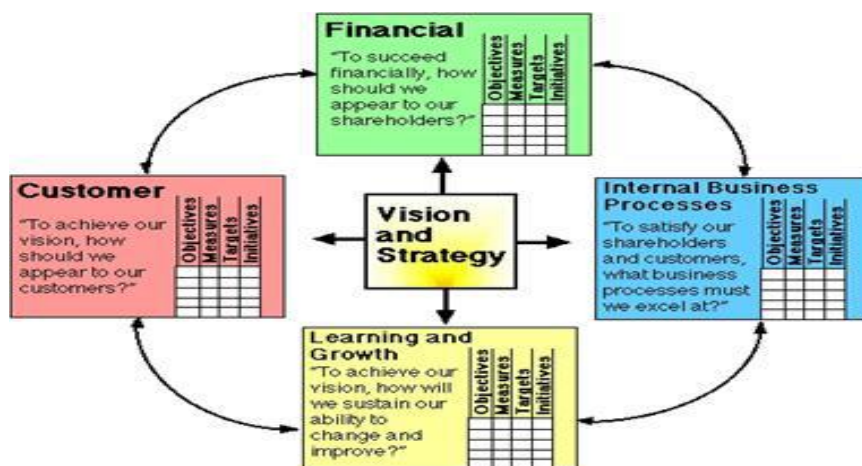 Financial
"To succeed
financially, how
should we
appear to our
shareholders?"
Objectives
Measures
Targets
Initiatives
Customer
"To achieve our
vision, how
should we
appear to our
customers?"
Objectives
Measures
Targets
Initiatives
Vision
and
Strategy
Internal Business
Processes
"To satisfy our
shareholders
and customers,
what business
processes must
we excel at?"
Objectives
Measures
Targets
Initiatives
Learning and
Growth
"To achieve our
vision, how will
we sustain our
ability to
change and
improve?"
Objectives
Measures
Targets
Initiatives